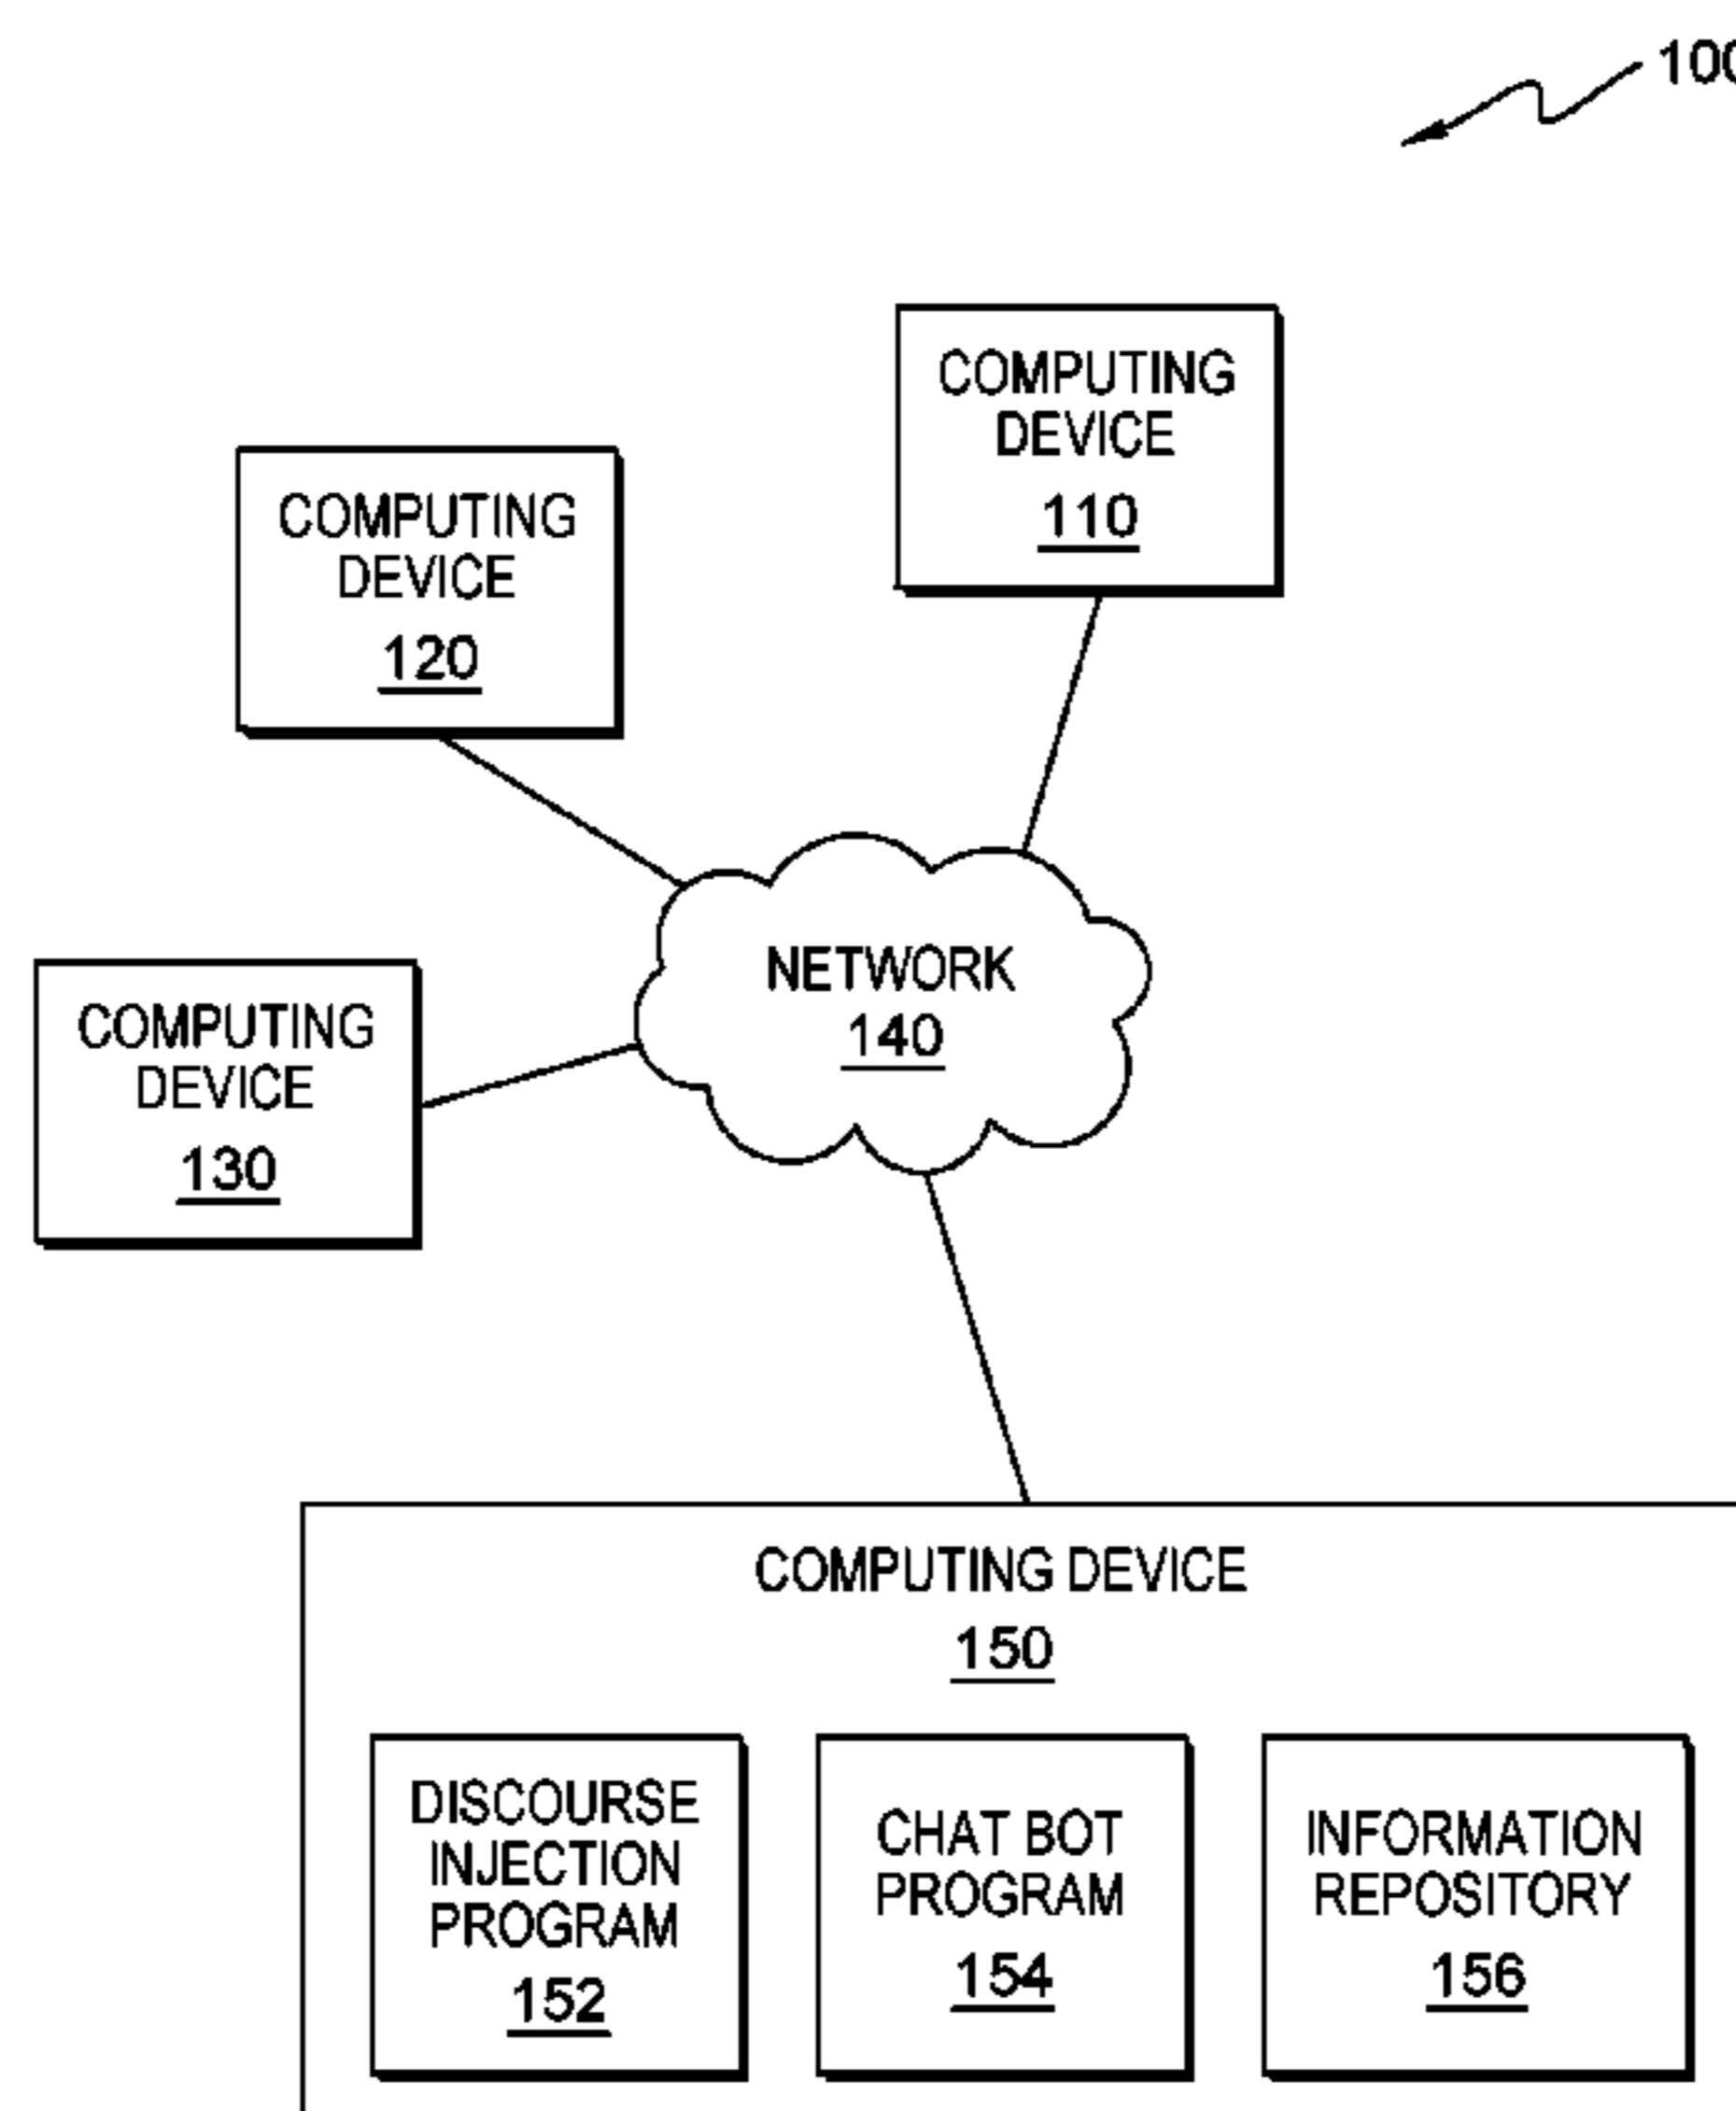 100
COMPUTING
DEVICE
110
COMPUTING
DEVICE
120
NETWORK
140
COMPUTING
DEVICE
130
COMPUTING DEVICE
150
DISCOURSE
INJECTION
PROGRAM
152
CHAT BOT
PROGRAM
154
INFORMATION
REPOSITORY
156